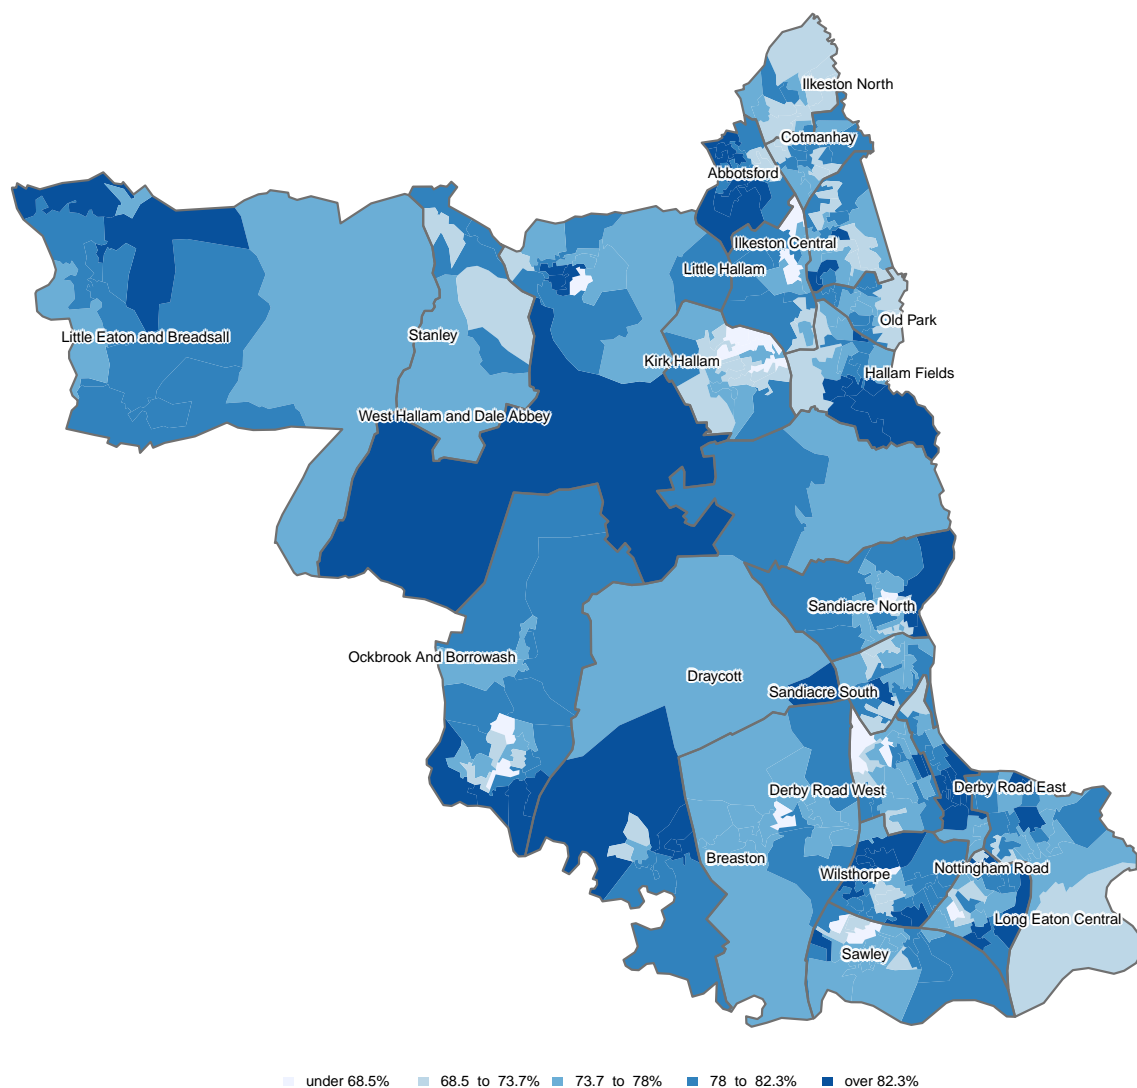 Ilkeston North
Cotmanhay
Abbotsford
Ilkeston Central
Little Hallam
Old Park
Little Eaton and Breadsall
Stanley
Kirk Hallam
Hallam Fields
West Hallam and Dale Abbey
Sandiacre North
Ockbrook And Borrowash
Draycott
Sandiacre South
Derby Road West
Derby Road East
Breaston
Wilsthorpe
Nottingham Road
Long Eaton Central
Sawley
under 68.5% 68.5 to 73.7% 73.7 to 78% 78 to 82.3% over 82.3%